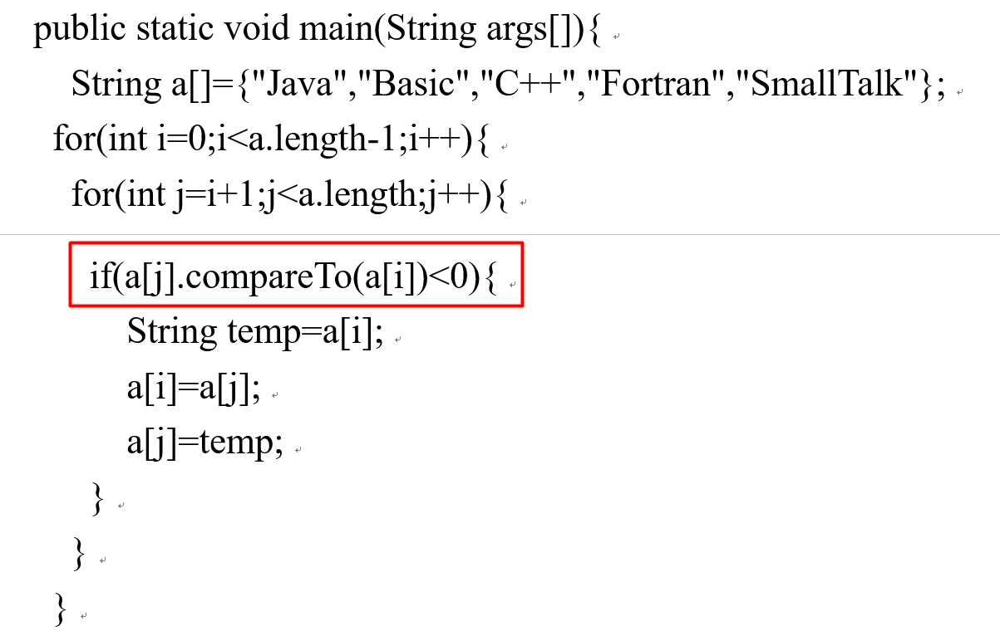 public static void main(String args[]){
String a[]={"Java","Basic","C++","Fortran","SmallTalk"};
for(int i=0;i<a.length-1;i++){
for(int j=i+1;j<a.length;j++){
if(a[j].compareTo(a[i])<0){
String temp=a[i];
a[i]=a[j];
a[j]=temp;
}
}
}